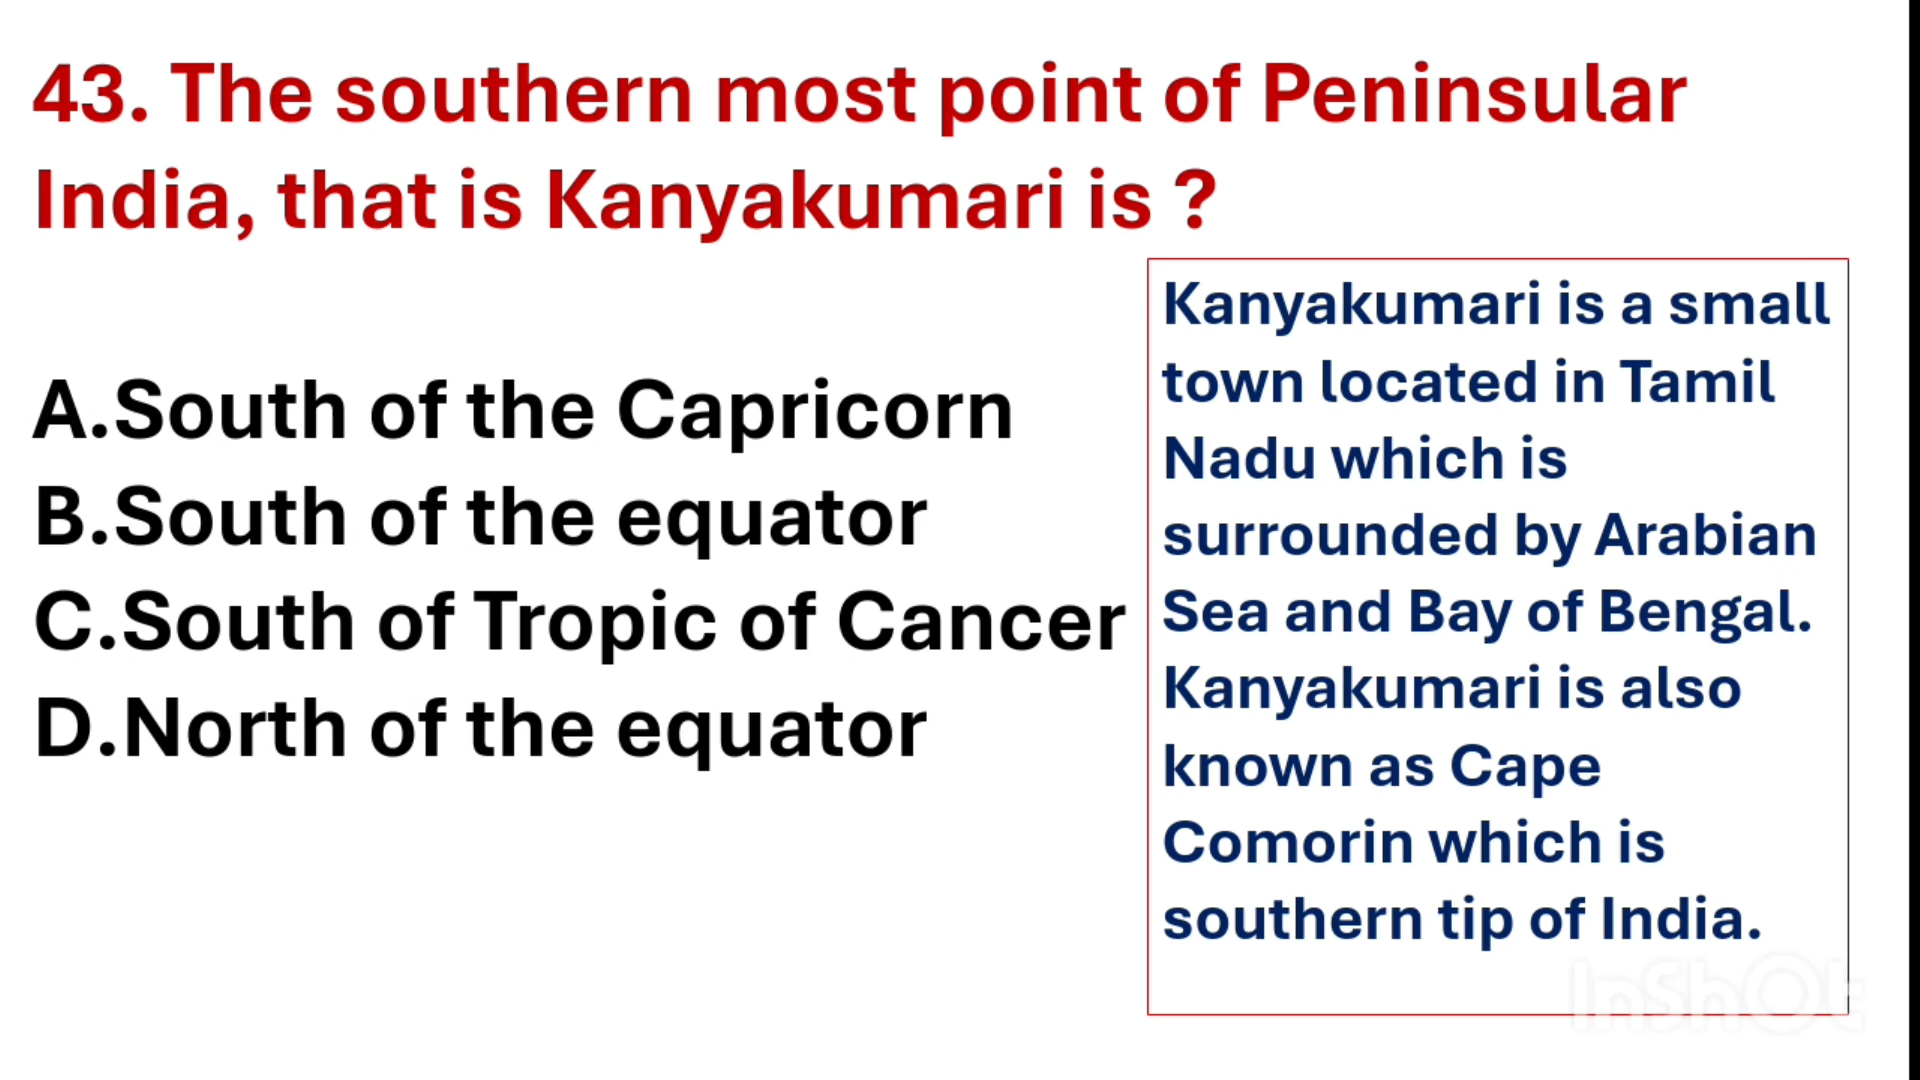 43. The southern most point of Peninsular
India, that is Kanyakumari is ?
A.South of the Capricorn
B.South of the equator
C.South of Tropic of Cancer
D.North of the equator
Kanyakumari is a small
town located in Tamil
Nadu which is
surrounded by Arabian
Sea and Bay of Bengal.
Kanyakumari is also
known as Cape
Comorin which is
southern tip of India.
InShOt